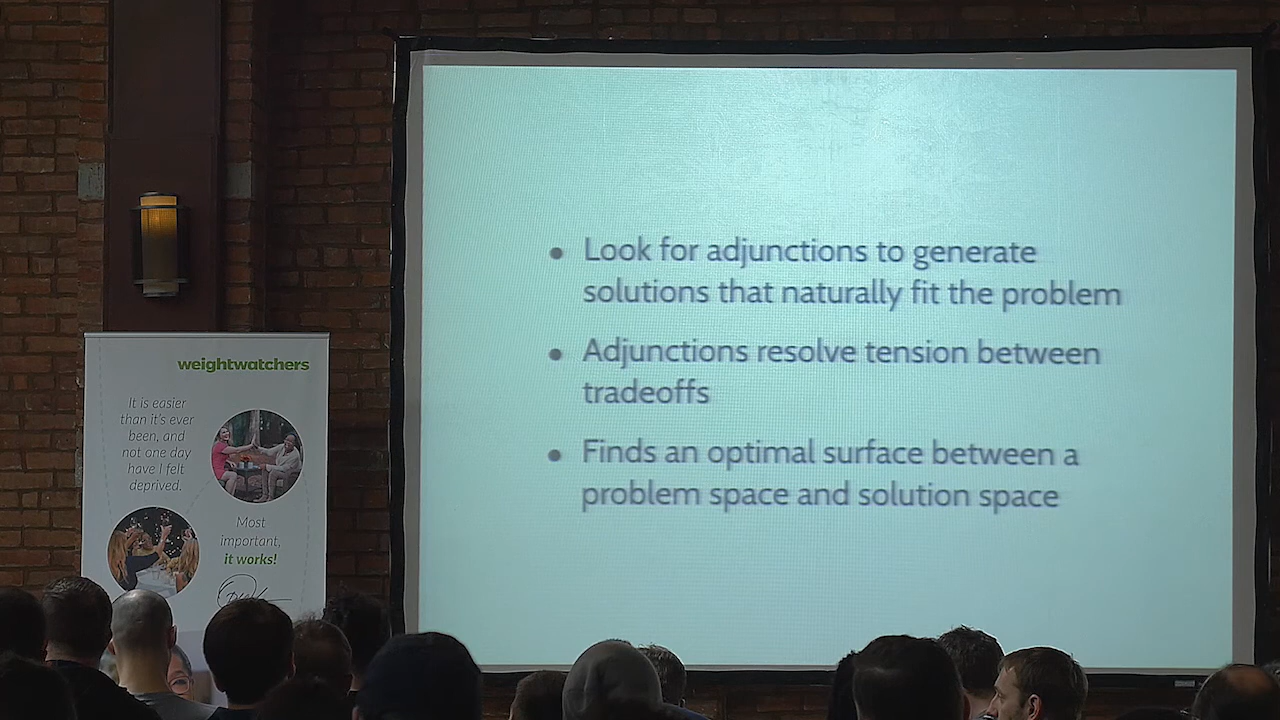 weightwatchers
It is easier
than it's ever
been, and
not one day
have I felt
deprived.
Most
important,
it works!
• Look for adjunctions to generate
solutions that naturally fit the problem
• Adjunctions resolve tension between
tradeoffs
• Finds an optimal surface between a
problem space and solution space